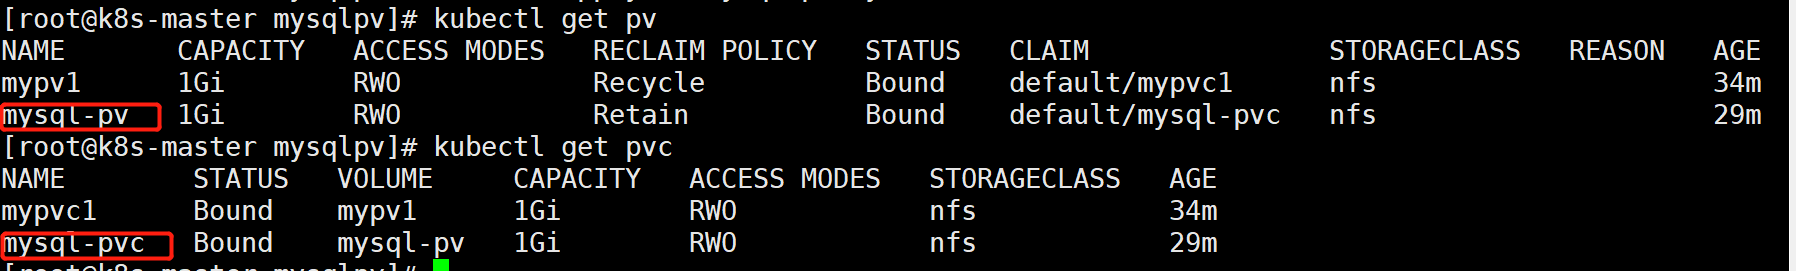 [root@k8s-master mysqlpv]# kubectl get pv
NAME CAPACITY ACCESS MODES RECLAIM POLICY STATUS CLAIM STORAGECLASS REASON AGE
mypv1 1Gi RWO Recycle Bound default/mypvc1 nfs 34m
mysql-pv 1Gi RWO Retain Bound default/mysql-pvc nfs 29m
[root@k8s-master mysqlpv]# kubectl get pvc
NAME STATUS VOLUME CAPACITY ACCESS MODES STORAGECLASS AGE
mypvc1 Bound mypv1 1Gi RWO nfs 34m
mysql-pvc Bound mysql-pv 1Gi RWO nfs 29m
[root@k8s-master mysqlpv]#